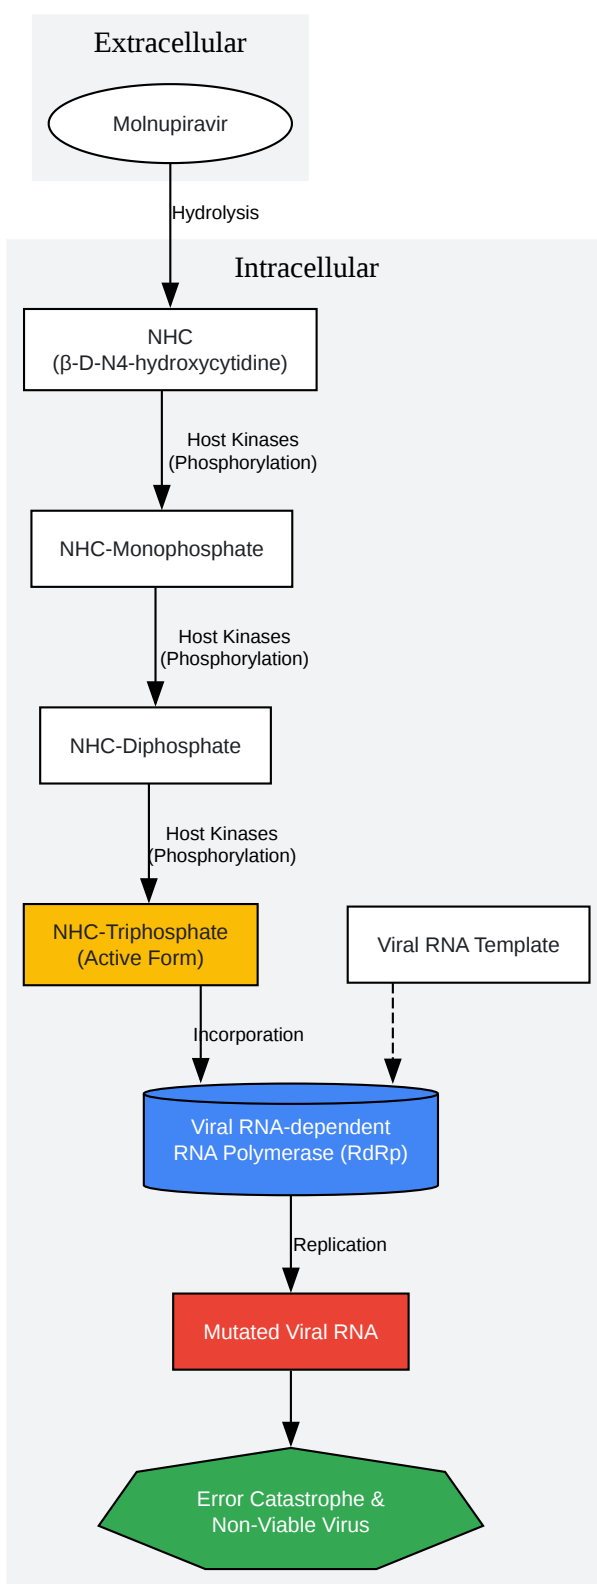 Extracellular
Molnupiravir
Hydrolysis
Intracellular
NHC
(β-D-N4-hydroxycytidine)
Host Kinases
(Phosphorylation)
NHC-Monophosphate
Host Kinases
(Phosphorylation)
NHC-Diphosphate
Host Kinases
(Phosphorylation)
NHC-Triphosphate
(Active Form)
Viral RNA Template
Incorporation
Viral RNA-dependent
RNA Polymerase (RdRp)
Replication
Mutated Viral RNA
Error Catastrophe &
Non-Viable Virus